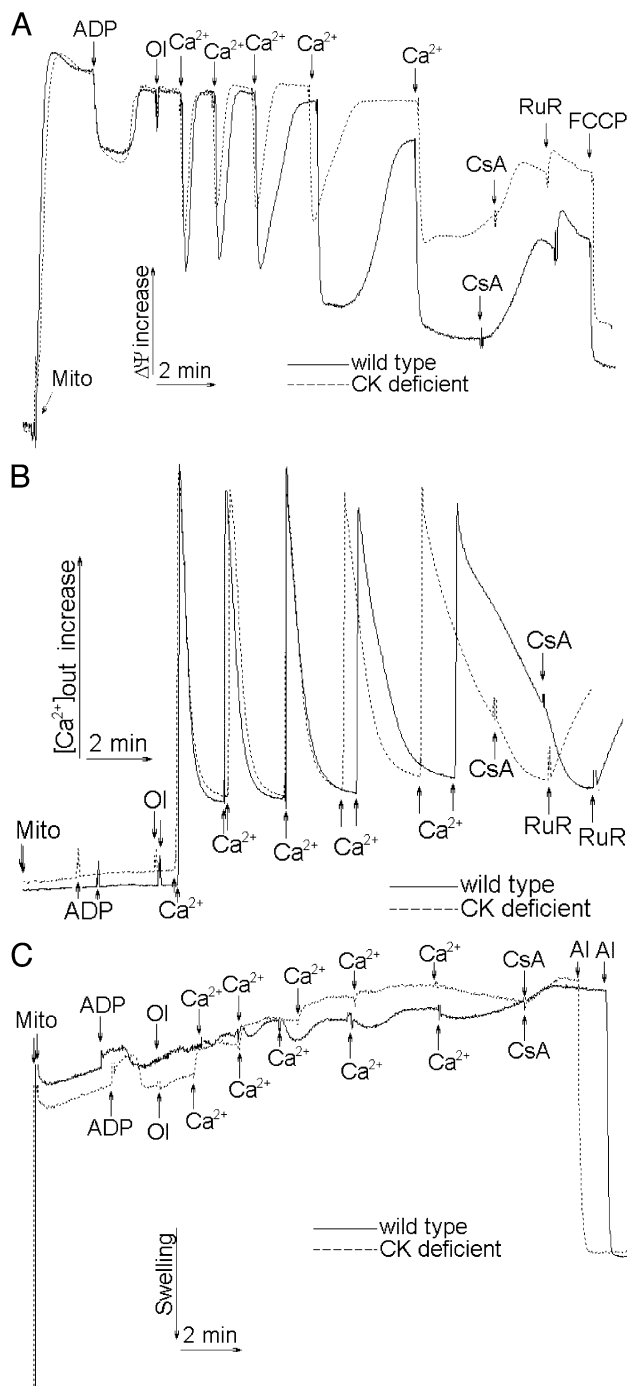 A
ADP
Ol
Ca²⁺
Ca²⁺
Ca²⁺
Ca²⁺
Ca²⁺
RuR
FCCP
CsA
CsA
ΔΨ increase
2 min
wild type
CK deficient
Mito
B
[Ca²⁺]out increase
2 min
CsA
CsA
Mito
Ol
ADP
Ca²⁺
Ca²⁺
Ca²⁺
Ca²⁺
Ca²⁺
RuR
RuR
wild type
CK deficient
C
Mito
ADP
Ol
Ca²⁺
Ca²⁺
Ca²⁺
Ca²⁺
Ca²⁺
CsA
Al
Al
ADP
Ol
Ca²⁺
Ca²⁺
Ca²⁺
Ca²⁺
Ca²⁺
CsA
wild type
CK deficient
Swelling
2 min